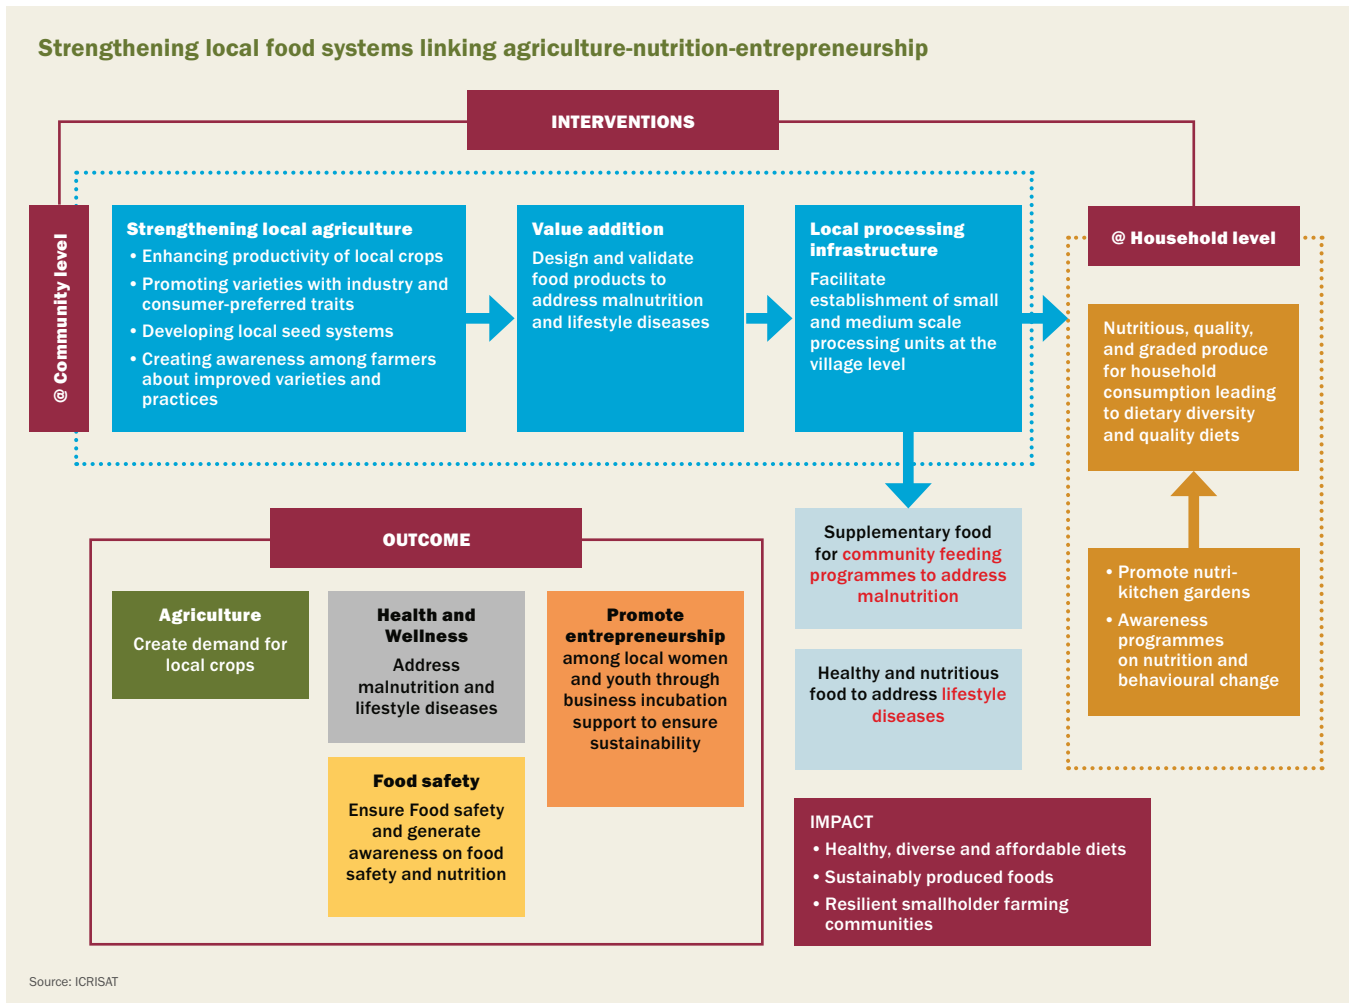 Strengthening local food systems linking agriculture-nutrition-entrepreneurship
INTERVENTIONS
@ Community level
Strengthening local agriculture
• Enhancing productivity of local crops
• Promoting varieties with industry and
consumer-preferred traits
• Developing local seed systems
• Creating awareness among farmers
about improved varieties and
practices
Value addition
Design and validate
food products to
address malnutrition
and lifestyle diseases
Local processing
infrastructure
Facilitate
establishment of small
and medium scale
processing units at the
village level
@ Household level
Nutritious, quality,
and graded produce
for household
consumption leading
to dietary diversity
and quality diets
• Promote nutri-
kitchen gardens
• Awareness
programmes
on nutrition and
behavioural change
Supplementary food
for community feeding
programmes to address
malnutrition
Healthy and nutritious
food to address lifestyle
diseases
OUTCOME
Agriculture
Create demand for
local crops
Health and
Wellness
Address
malnutrition and
lifestyle diseases
Food safety
Ensure Food safety
and generate
awareness on food
safety and nutrition
Promote
entrepreneurship
among local women
and youth through
business incubation
support to ensure
sustainability
IMPACT
• Healthy, diverse and affordable diets
• Sustainably produced foods
• Resilient smallholder farming
communities
Source: ICRISAT